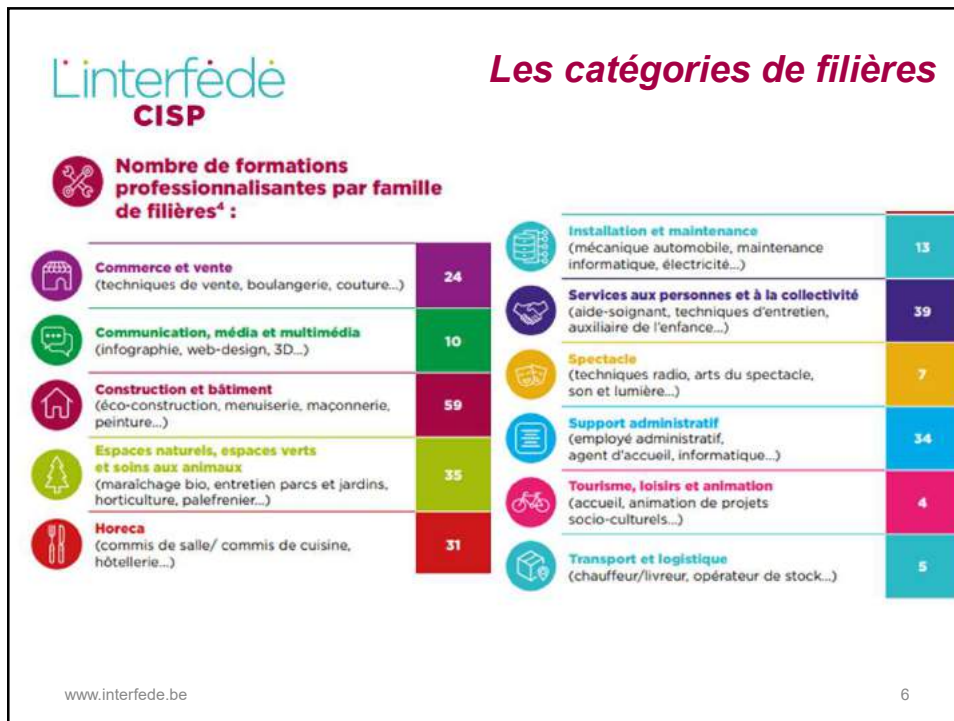 L'interfédé
CISP
Les catégories de filières
Nombre de formations
professionnalisantes par famille
de filières⁴ :
Commerce et vente
(techniques de vente, boulangerie, couture...)
24
Communication, média et multimédia
(infographie, web-design, 3D...)
10
Construction et bâtiment
(éco-construction, menuiserie, maçonnerie,
peinture...)
59
Espaces naturels, espaces verts
et soins aux animaux
(maraîchage bio, entretien parcs et jardins,
horticulture, palefrenier...)
35
Horeca
(commis de salle/ commis de cuisine,
hôtellerie...)
31
Installation et maintenance
(mécanique automobile, maintenance
informatique, électricité...)
13
Services aux personnes et à la collectivité
(aide-soignant, techniques d'entretien,
auxiliaire de l'enfance...)
39
Spectacle
(techniques radio, arts du spectacle,
son et lumière...)
7
Support administratif
(employé administratif,
agent d'accueil, informatique...)
34
Tourisme, loisirs et animation
(accueil, animation de projets
socio-culturels...)
4
Transport et logistique
(chauffeur/livreur, opérateur de stock...)
5
www.interfede.be
6